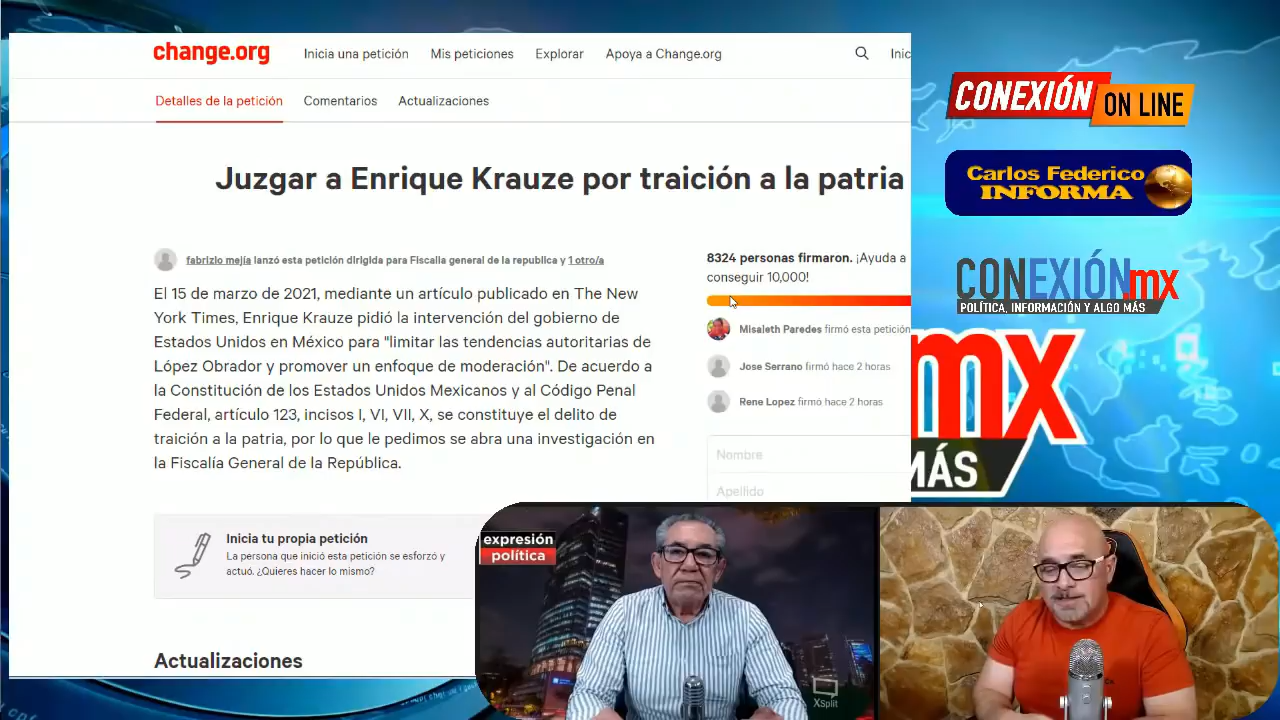 change.org
Inicia una petición
Mis peticiones
Explorar
Apoya a Change.org
Inic
Detalles de la petición
Comentarios
Actualizaciones
Juzgar a Enrique Krauze por traición a la patria
fabrizio mejía lanzó esta petición dirigida para Fiscalia general de la republica y 1 otro/a
El 15 de marzo de 2021, mediante un artículo publicado en The New
York Times, Enrique Krauze pidió la intervención del gobierno de
Estados Unidos en México para "limitar las tendencias autoritarias de
López Obrador y promover un enfoque de moderación". De acuerdo a
la Constitución de los Estados Unidos Mexicanos y al Código Penal
Federal, artículo 123, incisos I, VI, VII, X, se constituye el delito de
traición a la patria, por lo que le pedimos se abra una investigación en
la Fiscalía General de la República.
8324 personas firmaron. ¡Ayuda a
conseguir 10,000!
Misaleth Paredes firmó esta petición
Jose Serrano firmó hace 2 horas
Rene Lopez firmó hace 2 horas
Nombre
Apellido
Inicia tu propia petición
La persona que inició esta petición se esforzó y
actuó. ¿Quieres hacer lo mismo?
Actualizaciones
CONEXIÓN ON LINE
Carlos Federico
INFORMA
CONEXIÓN.mx
POLÍTICA, INFORMACIÓN Y ALGO MÁS
mx
MÁS
expresión
política
XSplit